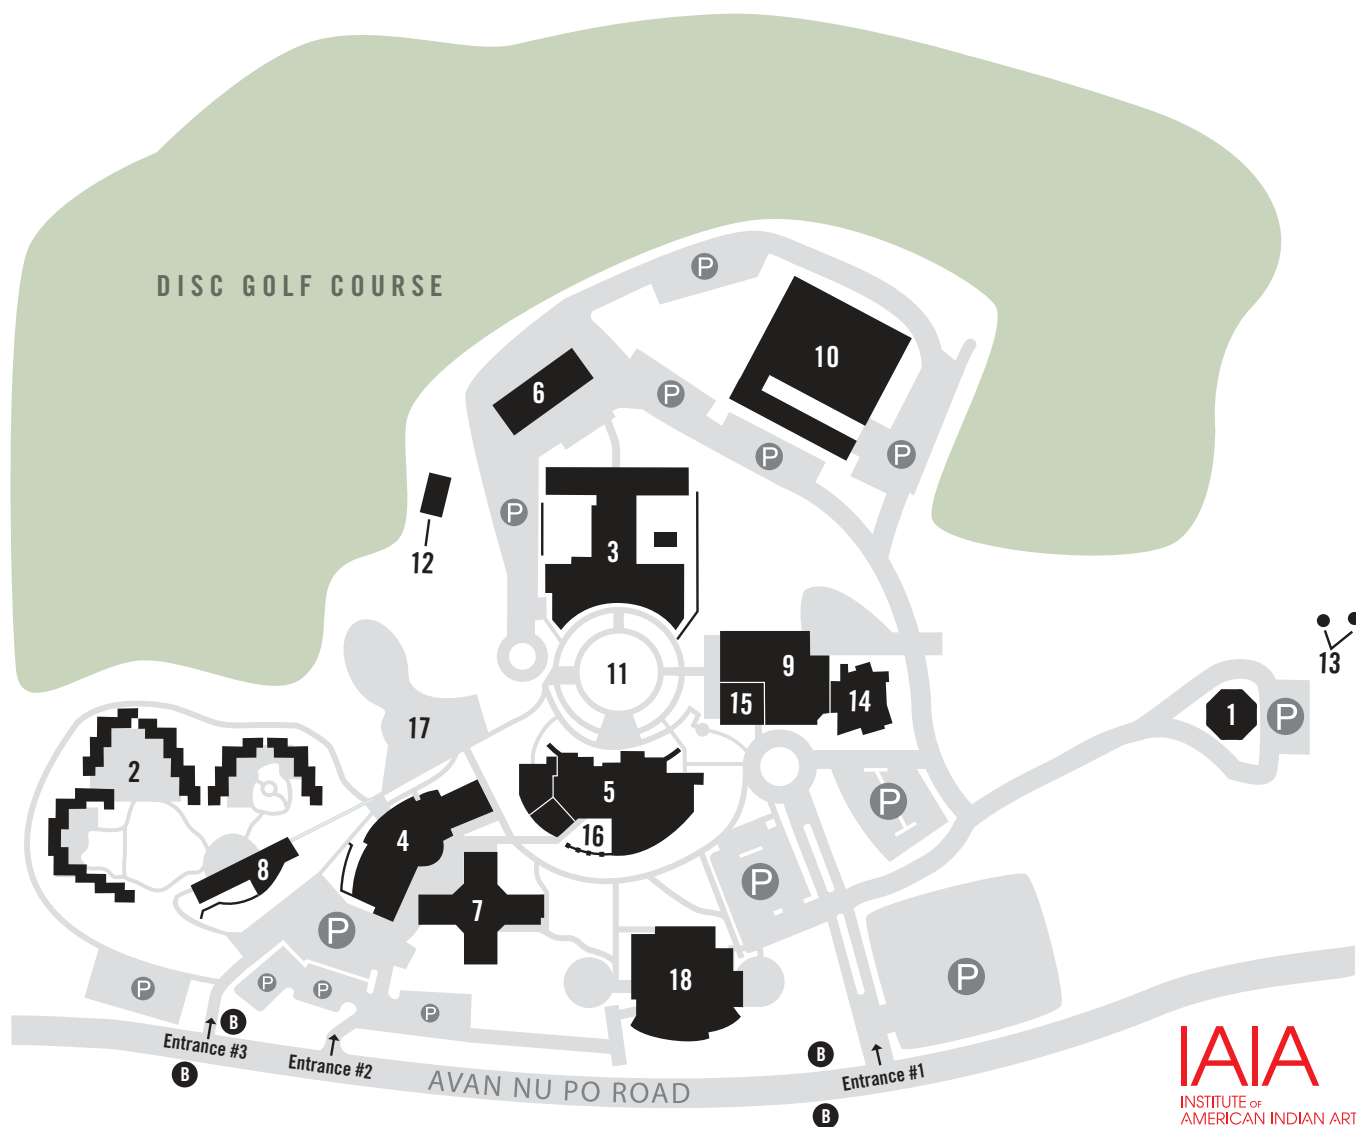 DISC GOLF COURSE
P
10
6
P
P
P
P
12
3
13
11
9
15
14
1
P
17
2
5
P
16
4
8
P
7
P
18
P
P
P
P
P
B
Entrance #3
B
Entrance #2
AVAN NU PO ROAD
B
Entrance #1
B
IAIA
INSTITUTE OF
AMERICAN INDIAN ART